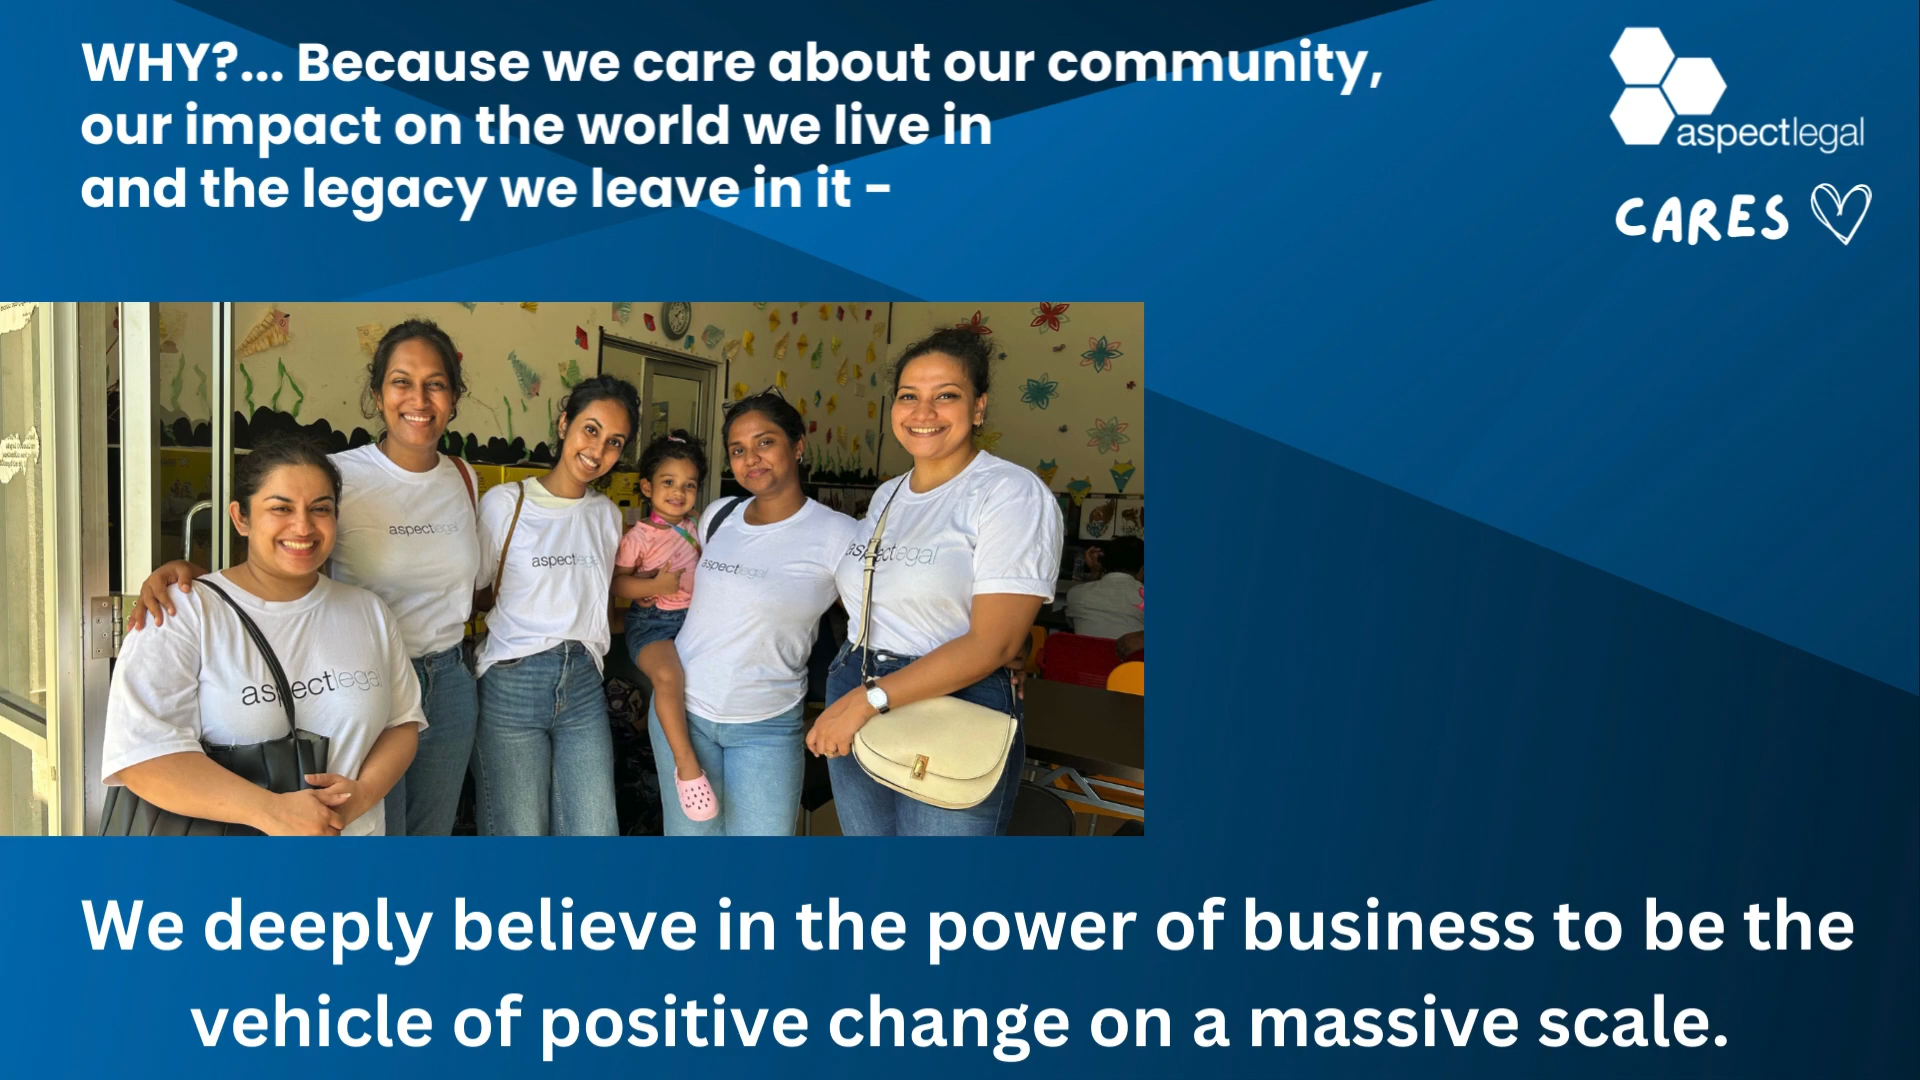 WHY?... Because we care about our community,
our impact on the world we live in
and the legacy we leave in it -
aspectlegal
CARES
aspectlegal
aspectlegal
aspectlegal
aspectlegal
aspectlegal
We deeply believe in the power of business to be the
vehicle of positive change on a massive scale.